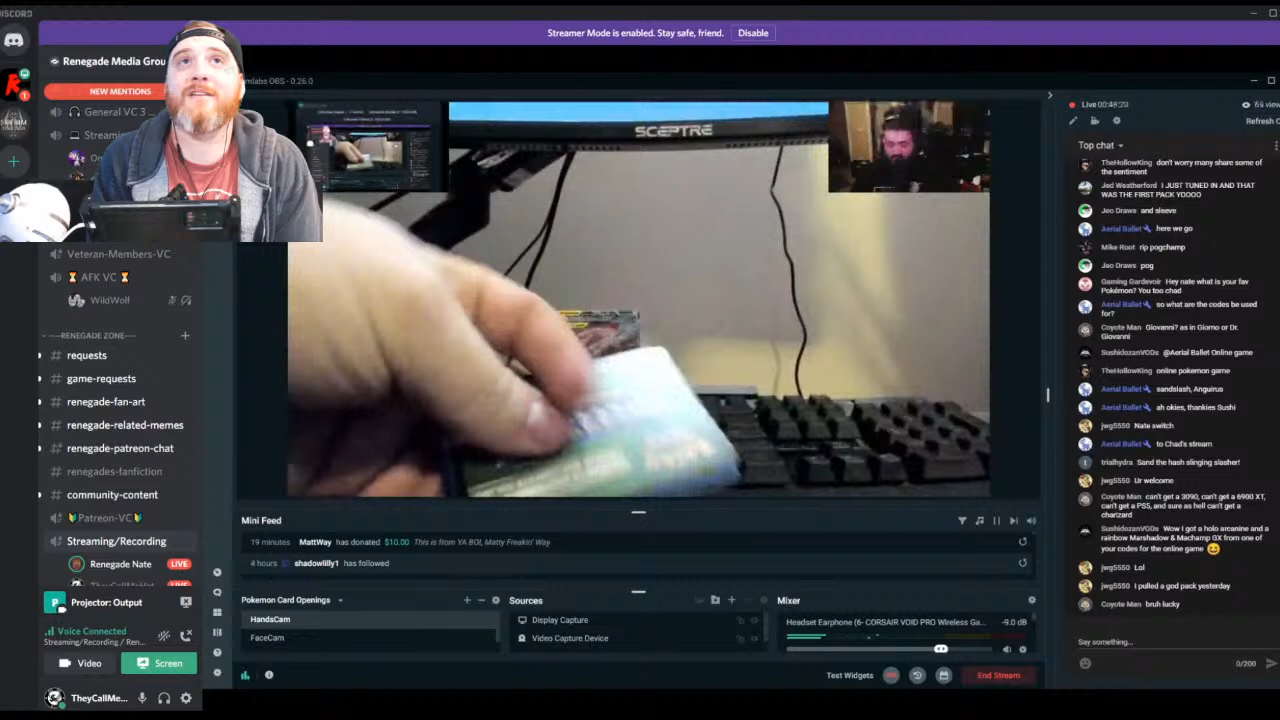 DISCORD
Streamer Mode is enabled. Stay safe, friend. Disable
Renegade Media Grou
NEW MENTIONS
General VC 3
Streamin
Veteran-Members-VC
AFK VC
WildWolf
RENEGADE ZONE
requests
game-requests
renegade-fan-art
renegade-related-memes
renegade-patreon-chat
renegades-fanfiction
community-content
Patreon-VC
Streaming/Recording
Renegade Nate LIVE
Projector: Output
Voice Connected
Streaming/Recording / Ren...
Video Screen
TheyCallMe...
mlabs OBS - 0.26.0
SCEPTRE
Mini Feed
19 minutes MattWay has donated $10.00 This is from YA BOI, Matty Freakin' Way
4 hours shadowlilly1 has followed
Pokemon Card Openings
HandsCam
FaceCam
Sources
Display Capture
Video Capture Device
Mixer
Headset Earphone (6- CORSAIR VOID PRO Wireless Ga... -9.0 dB
Test Widgets
End Stream
Live 00:48:23
Refresh C
Top chat
TheHollowKing don't worry many share some of
the sentiment
Jed Weatherford I JUST TUNED IN AND THAT
WAS THE FIRST PACK YOOOO
Jeo Draws and sleeve
Aerial Ballet here we go
Mike Root rip pogchamp
Jeo Draws pog
Gaming Gardevoir Hey nate what is your fav
Pokémon? You too chad
Aerial Ballet so what are the codes be used
for?
Coyote Man Giovanni? as in Giorno or Dr.
Giovanni
SushidozanVODs @Aerial Ballet Online game
TheHollowKing online pokemon game
Aerial Ballet sandslash, Anguirus
Aerial Ballet ah okies, thankies Sushi
jwg5550 Nate switch
Aerial Ballet to Chad's stream
trialhydra Sand the hash slinging slasher!
jwg5550 Ur welcome
Coyote Man can't get a 3090, can't get a 6900 XT,
can't get a PS5, and sure as hell can't get a
charizard
SushidozanVODs Wow I got a holo arcanine and a
rainbow Marshadow & Machamp GX from one of
your codes for the online game
jwg5550 Lol
jwg5550 I pulled a god pack yesterday
Coyote Man bruh lucky
Say something...
0/200